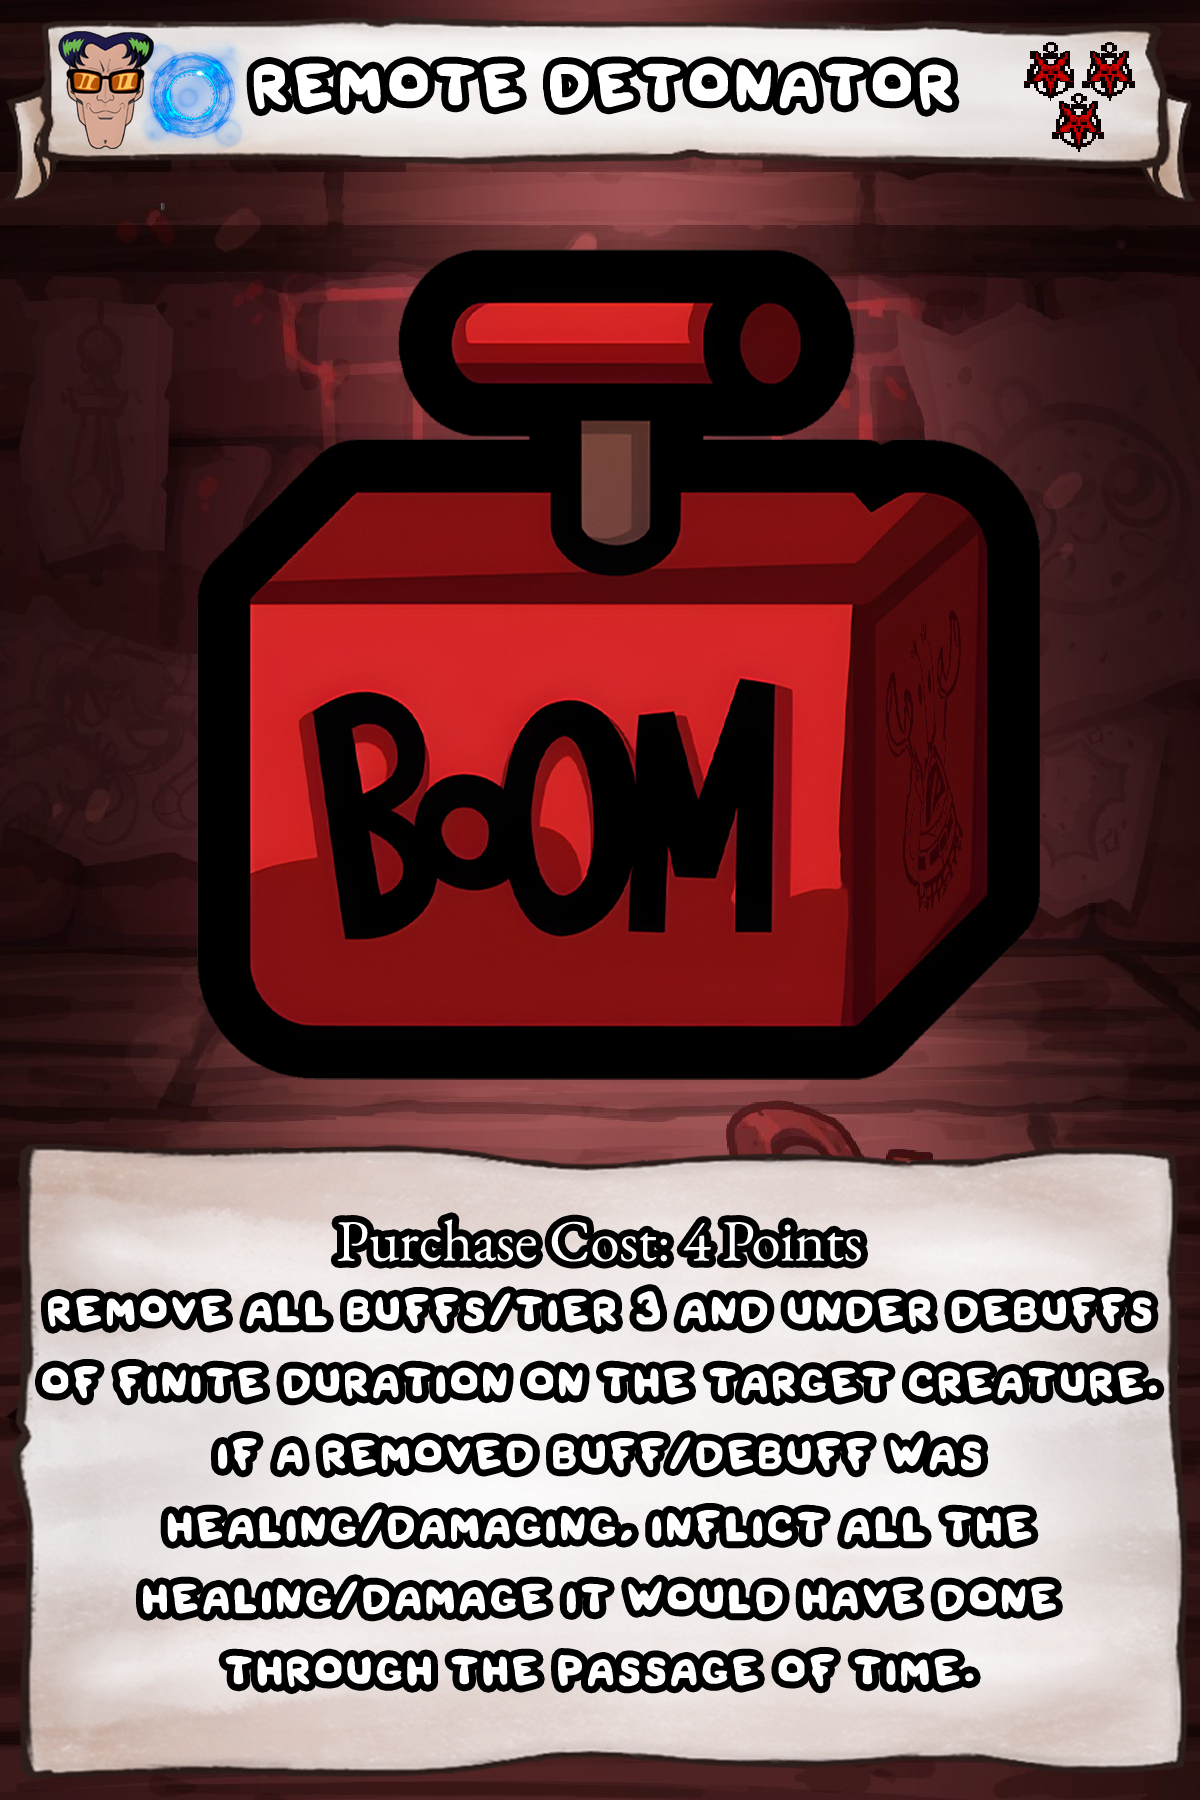 REMOTE DETONATOR
BOOM
Purchase Cost: 4 Points
REMOVE ALL BUFFS/TIER 3 AND UNDER DEBUFFS
OF FINITE DURATION ON THE TARGET CREATURE.
IF A REMOVED BUFF/DEBUFF WAS
HEALING/DAMAGING, INFLICT ALL THE
HEALING/DAMAGE IT WOULD HAVE DONE
THROUGH THE PASSAGE OF TIME.